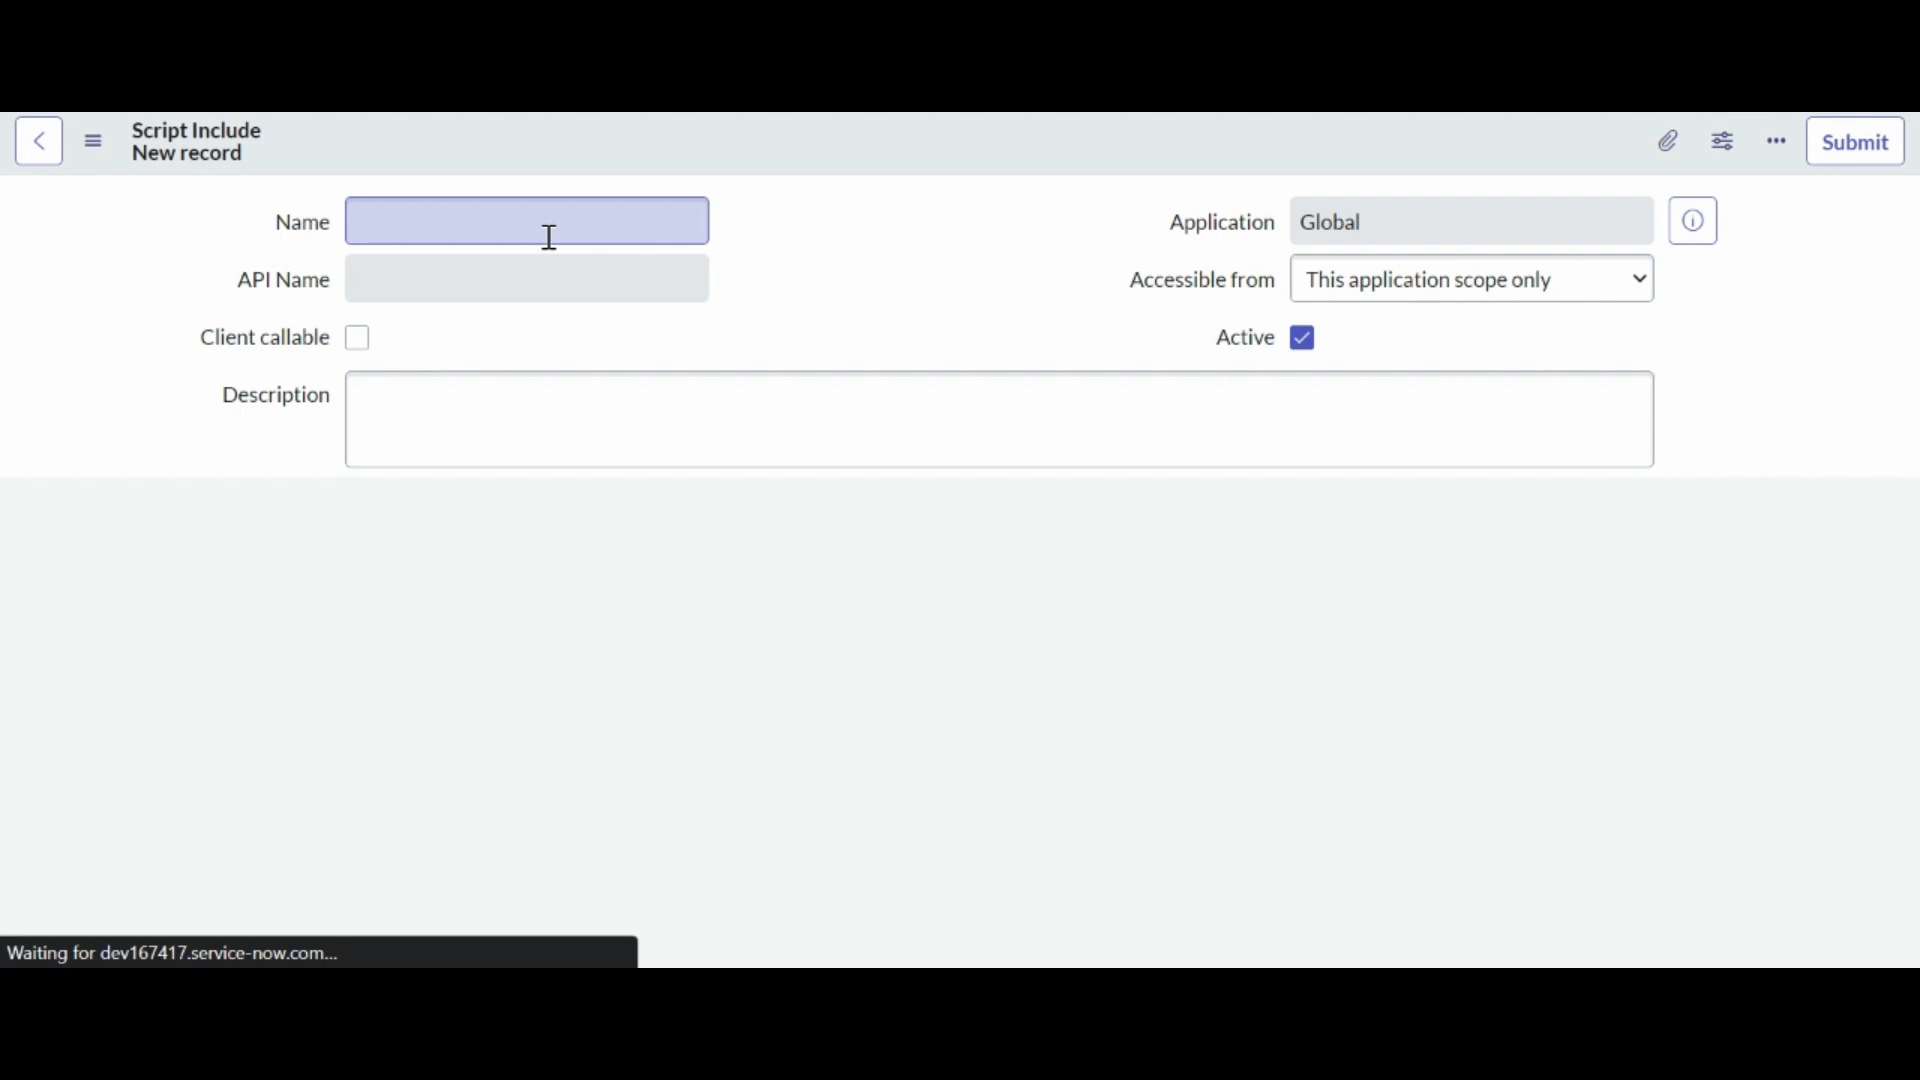 Script Include
New record
Submit
Name
Application
Global
API Name
Accessible from
This application scope only
Client callable
Active
Description
Waiting for dev167417.service-now.com...